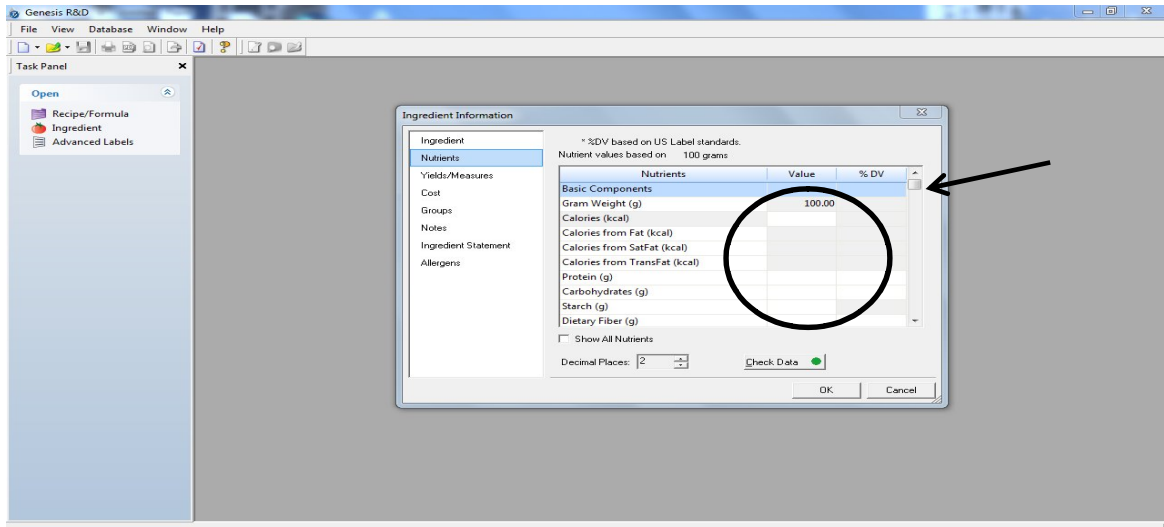 Genesis R&D
File View Database Window Help
Task Panel
Open
Recipe/Formula
Ingredient
Advanced Labels
Ingredient Information
Ingredient
Nutrients
Yields/Measures
Cost
Groups
Notes
Ingredient Statement
Allergens
* %DV based on US Label standards.
Nutrient values based on 100 grams
Nutrients Value % DV
Basic Components
Gram Weight (g) 100.00
Calories (kcal)
Calories from Fat (kcal)
Calories from SatFat (kcal)
Calories from TransFat (kcal)
Protein (g)
Carbohydrates (g)
Starch (g)
Dietary Fiber (g)
Show All Nutrients
Decimal Places: 2 Check Data
OK Cancel